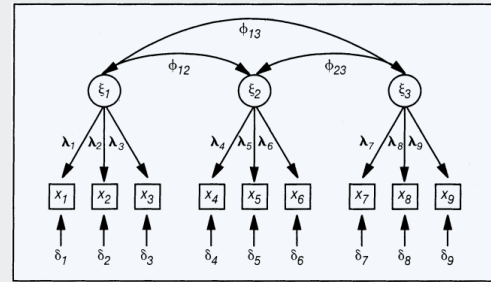 ϕ13
ϕ12 ϕ23
ξ1 ξ2 ξ3
λ1 λ2 λ3 λ4 λ5 λ6 λ7 λ8 λ9
x1 x2 x3 x4 x5 x6 x7 x8 x9
δ1 δ2 δ3 δ4 δ5 δ6 δ7 δ8 δ9